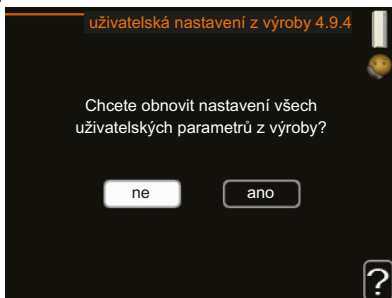 uživatelská nastavení z výroby 4.9.4
Chcete obnovit nastavení všech
uživatelských parametrů z výroby?
ne
ano
?